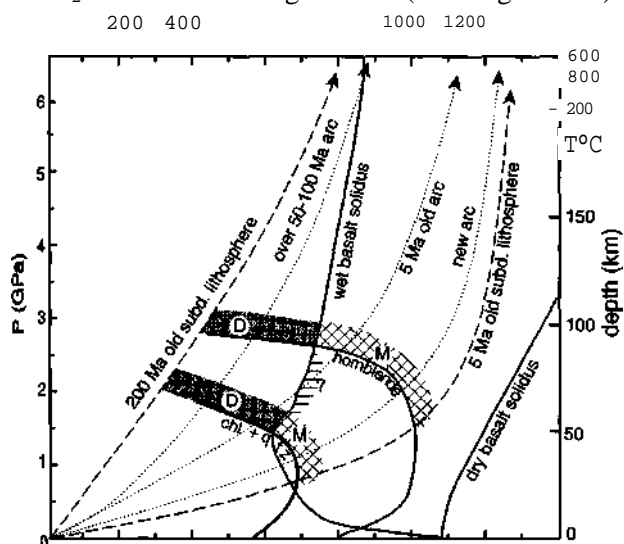 200 400 1000 1200
600
800
- 200
T°C
6
5
4
3
2
1
0
P (GPa)
150
100
50
0
depth (km)
200 Ma old subd. lithosphere
over 50-100 Ma arc
wet basalt solidus
5 Ma old arc
new arc
5 Ma old subd. lithosphere
dry basalt solidus
D
M
hornblende
D
M
chl. + q